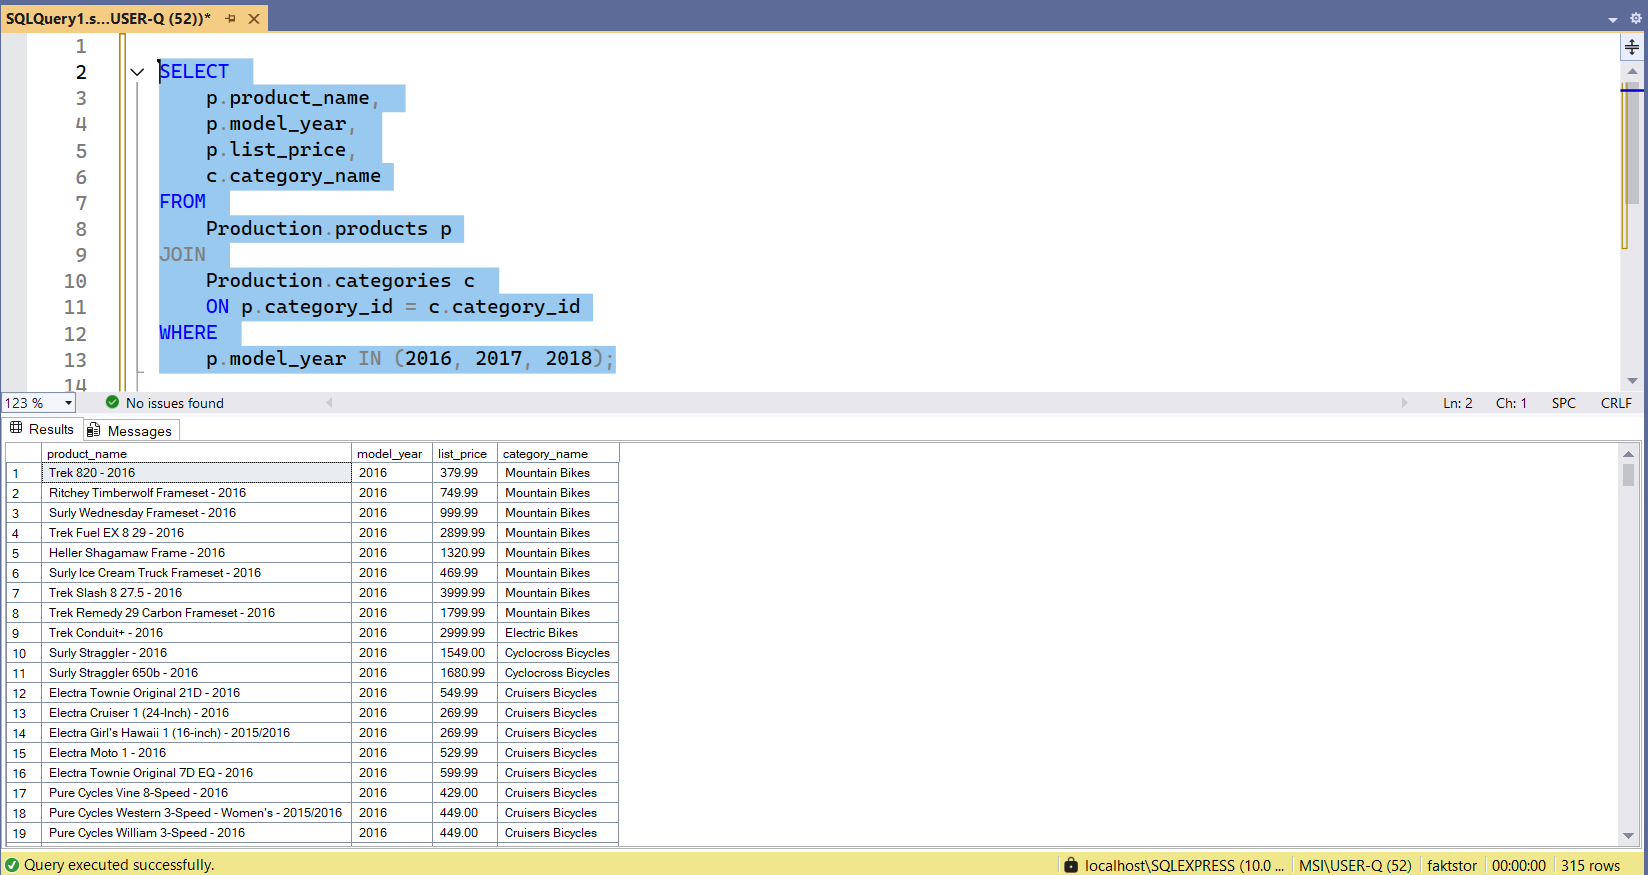 SQLQuery1.s...USER-Q (52))*
1
2 SELECT
3 p.product_name,
4 p.model_year,
5 p.list_price,
6 c.category_name
7 FROM
8 Production.products p
9 JOIN
10 Production.categories c
11 ON p.category_id = c.category_id
12 WHERE
13 p.model_year IN (2016, 2017, 2018);
14
123 % No issues found Ln: 2 Ch: 1 SPC CRLF
Results Messages
product_name model_year list_price category_name
1 Trek 820 - 2016 2016 379.99 Mountain Bikes
2 Ritchey Timberwolf Frameset - 2016 2016 749.99 Mountain Bikes
3 Surly Wednesday Frameset - 2016 2016 999.99 Mountain Bikes
4 Trek Fuel EX 8 29 - 2016 2016 2899.99 Mountain Bikes
5 Heller Shagamaw Frame - 2016 2016 1320.99 Mountain Bikes
6 Surly Ice Cream Truck Frameset - 2016 2016 469.99 Mountain Bikes
7 Trek Slash 8 27.5 - 2016 2016 3999.99 Mountain Bikes
8 Trek Remedy 29 Carbon Frameset - 2016 2016 1799.99 Mountain Bikes
9 Trek Conduit+ - 2016 2016 2999.99 Electric Bikes
10 Surly Straggler - 2016 2016 1549.00 Cyclocross Bicycles
11 Surly Straggler 650b - 2016 2016 1680.99 Cyclocross Bicycles
12 Electra Townie Original 21D - 2016 2016 549.99 Cruisers Bicycles
13 Electra Cruiser 1 (24-Inch) - 2016 2016 269.99 Cruisers Bicycles
14 Electra Girl's Hawaii 1 (16-inch) - 2015/2016 2016 269.99 Cruisers Bicycles
15 Electra Moto 1 - 2016 2016 529.99 Cruisers Bicycles
16 Electra Townie Original 7D EQ - 2016 2016 599.99 Cruisers Bicycles
17 Pure Cycles Vine 8-Speed - 2016 2016 429.00 Cruisers Bicycles
18 Pure Cycles Western 3-Speed - Women's - 2015/2016 2016 449.00 Cruisers Bicycles
19 Pure Cycles William 3-Speed - 2016 2016 449.00 Cruisers Bicycles
Query executed successfully. localhost\SQLEXPRESS (10.0 ... MSI\USER-Q (52) faktstor 00:00:00 315 rows